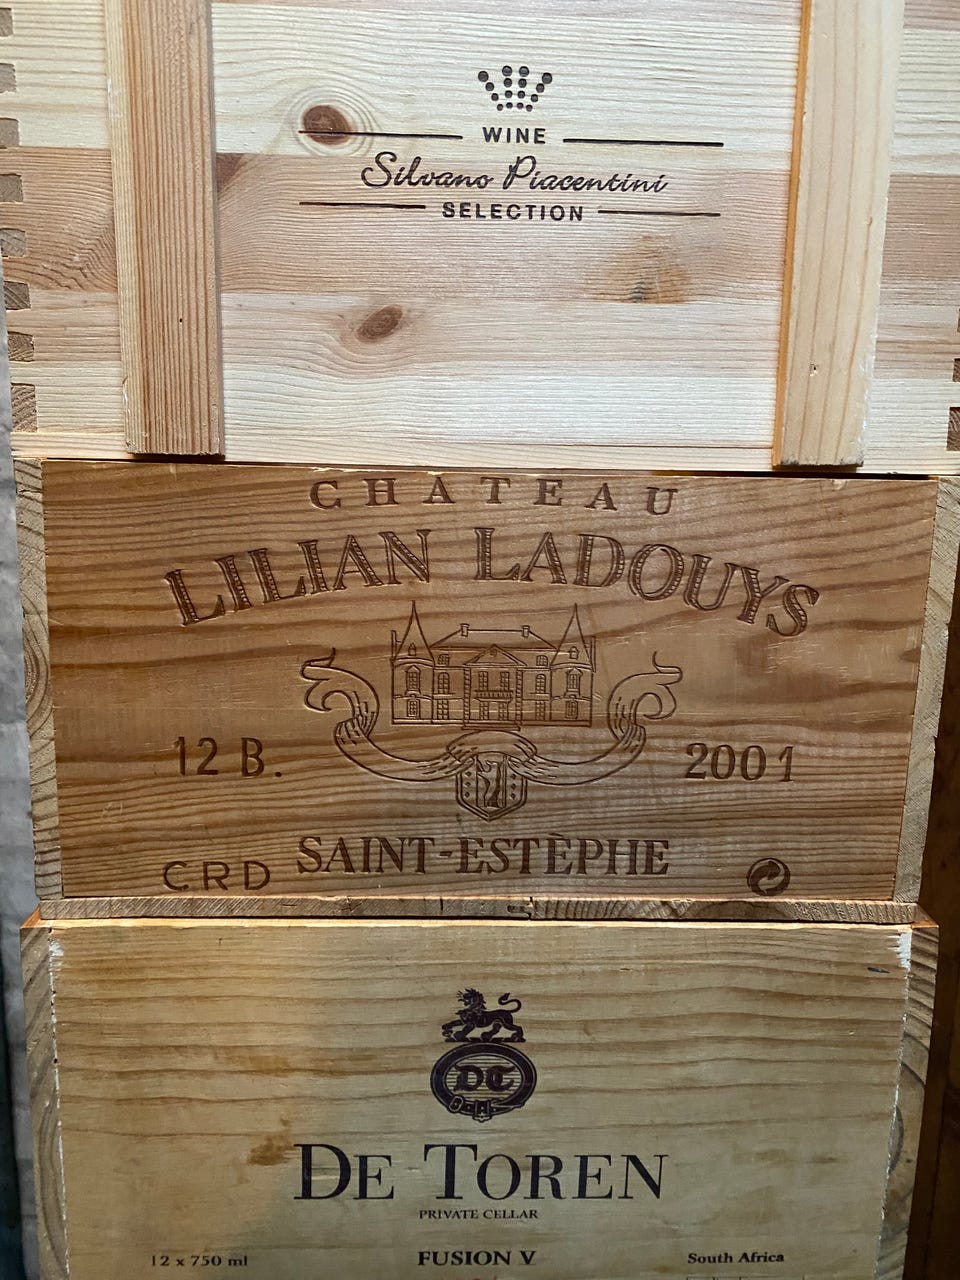 WINE
Silvano Piacentini
SELECTION
CHATEAU
LILIAN LADOUYS
12 B. 2001
CRD SAINT-ESTÈPHE
DT
DE TOREN
PRIVATE CELLAR
12 x 750 ml FUSION V South Africa